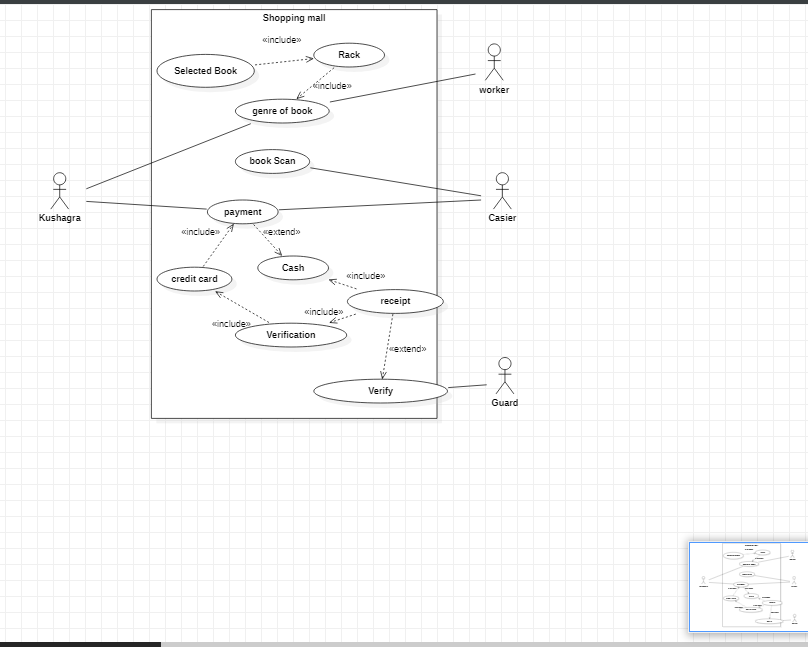 Shopping mall
«include»
Rack
Selected Book
«include»
worker
genre of book
book Scan
Kushagra
payment
Casier
«include»
«extend»
Cash
credit card
«include»
receipt
«include»
«include»
Verification
«extend»
Verify
Guard